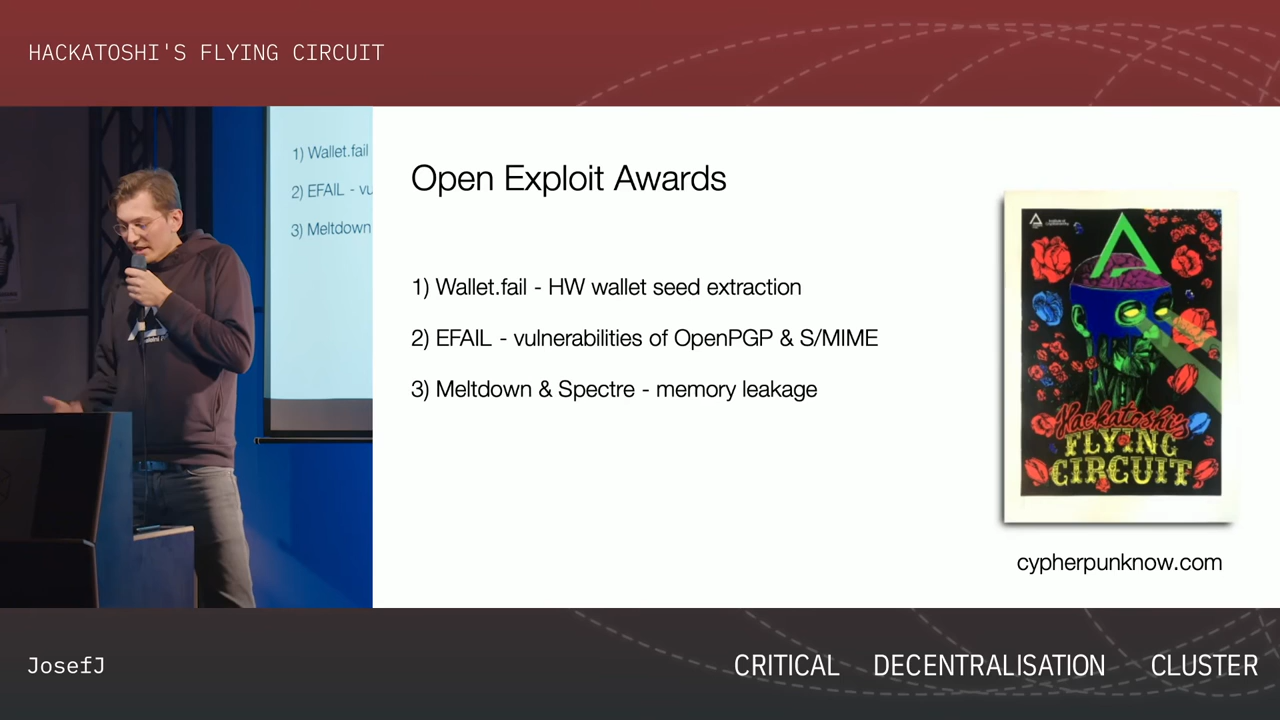 HACKATOSHI'S FLYING CIRCUIT
1) Wallet.fail
2) EFAIL - vu
3) Meltdown
Open Exploit Awards
1) Wallet.fail - HW wallet seed extraction
2) EFAIL - vulnerabilities of OpenPGP & S/MIME
3) Meltdown & Spectre - memory leakage
Hackatoshi's
FLYING
CIRCUIT
cypherpunknow.com
JosefJ
CRITICAL DECENTRALISATION CLUSTER